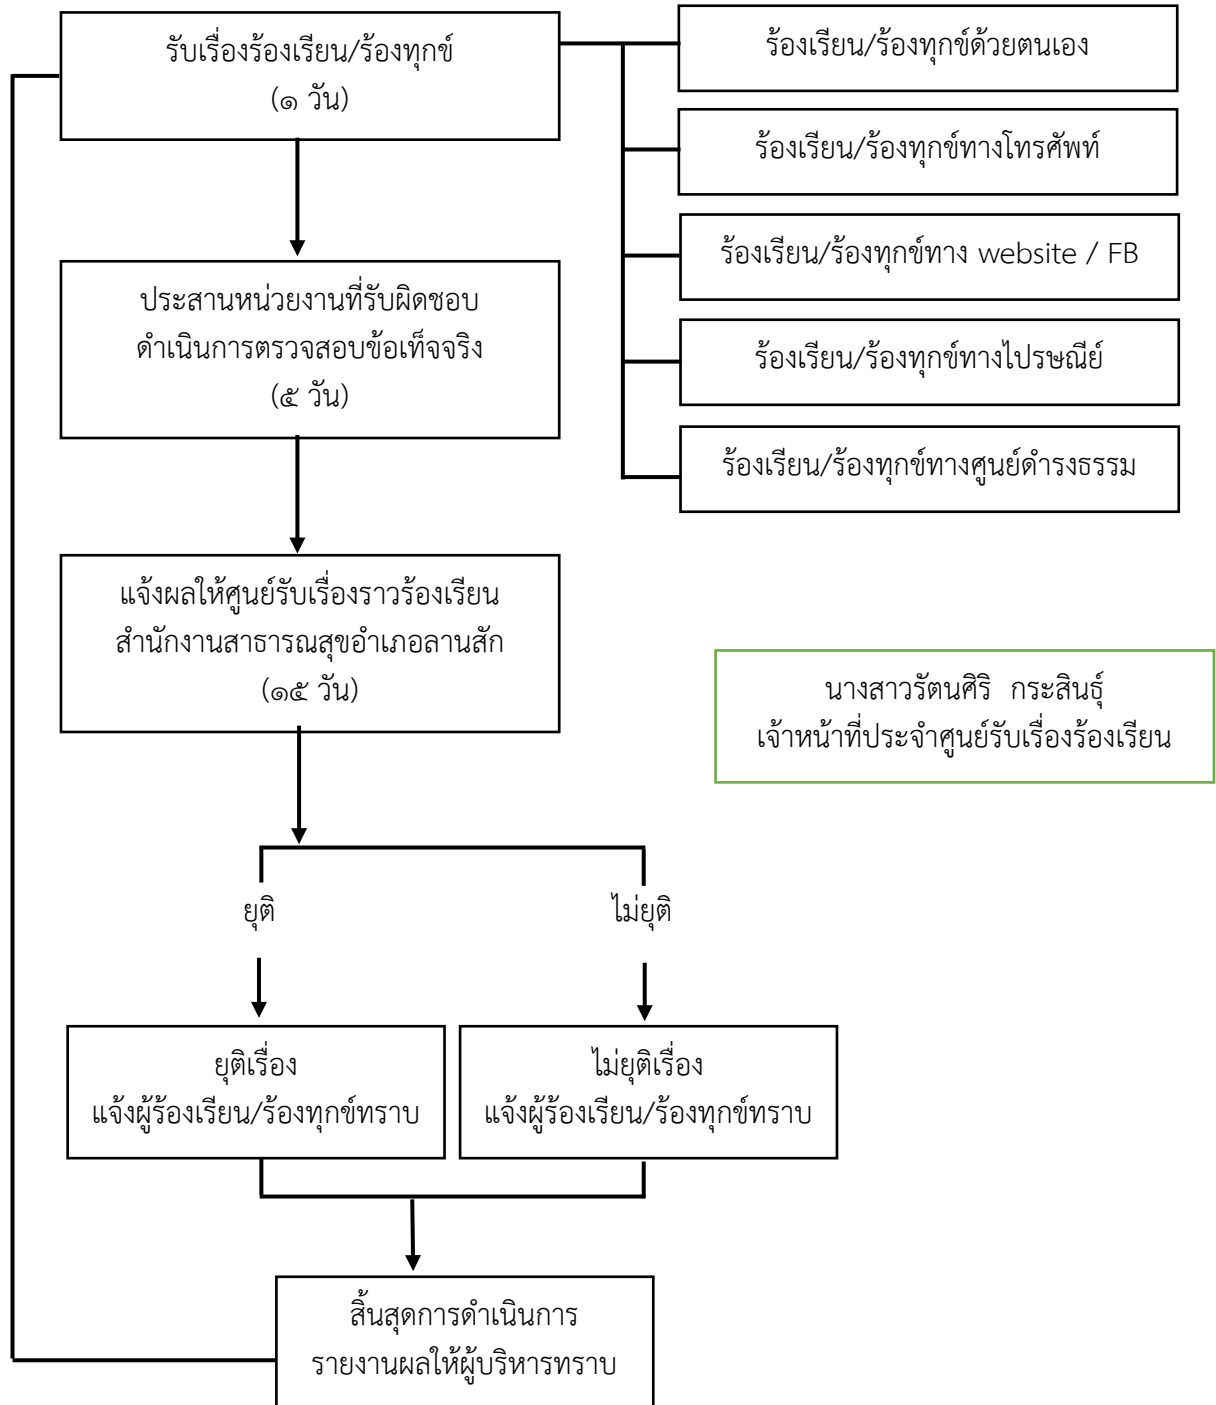 รับเรื่องร้องเรียน/ร้องทุกข์
(๑ วัน)
ร้องเรียน/ร้องทุกข์ด้วยตนเอง
ร้องเรียน/ร้องทุกข์ทางโทรศัพท์
ร้องเรียน/ร้องทุกข์ทาง website / FB
ร้องเรียน/ร้องทุกข์ทางไปรษณีย์
ร้องเรียน/ร้องทุกข์ทางศูนย์ดำรงธรรม
ประสานหน่วยงานที่รับผิดชอบ
ดำเนินการตรวจสอบข้อเท็จจริง
(๕ วัน)
แจ้งผลให้ศูนย์รับเรื่องราวร้องเรียน
สำนักงานสาธารณสุขอำเภอลานสัก
(๑๕ วัน)
นางสาวรัตนศิริ กระสินธุ์
เจ้าหน้าที่ประจำศูนย์รับเรื่องร้องเรียน
ยุติ
ไม่ยุติ
ยุติเรื่อง
แจ้งผู้ร้องเรียน/ร้องทุกข์ทราบ
ไม่ยุติเรื่อง
แจ้งผู้ร้องเรียน/ร้องทุกข์ทราบ
สิ้นสุดการดำเนินการ
รายงานผลให้ผู้บริหารทราบ